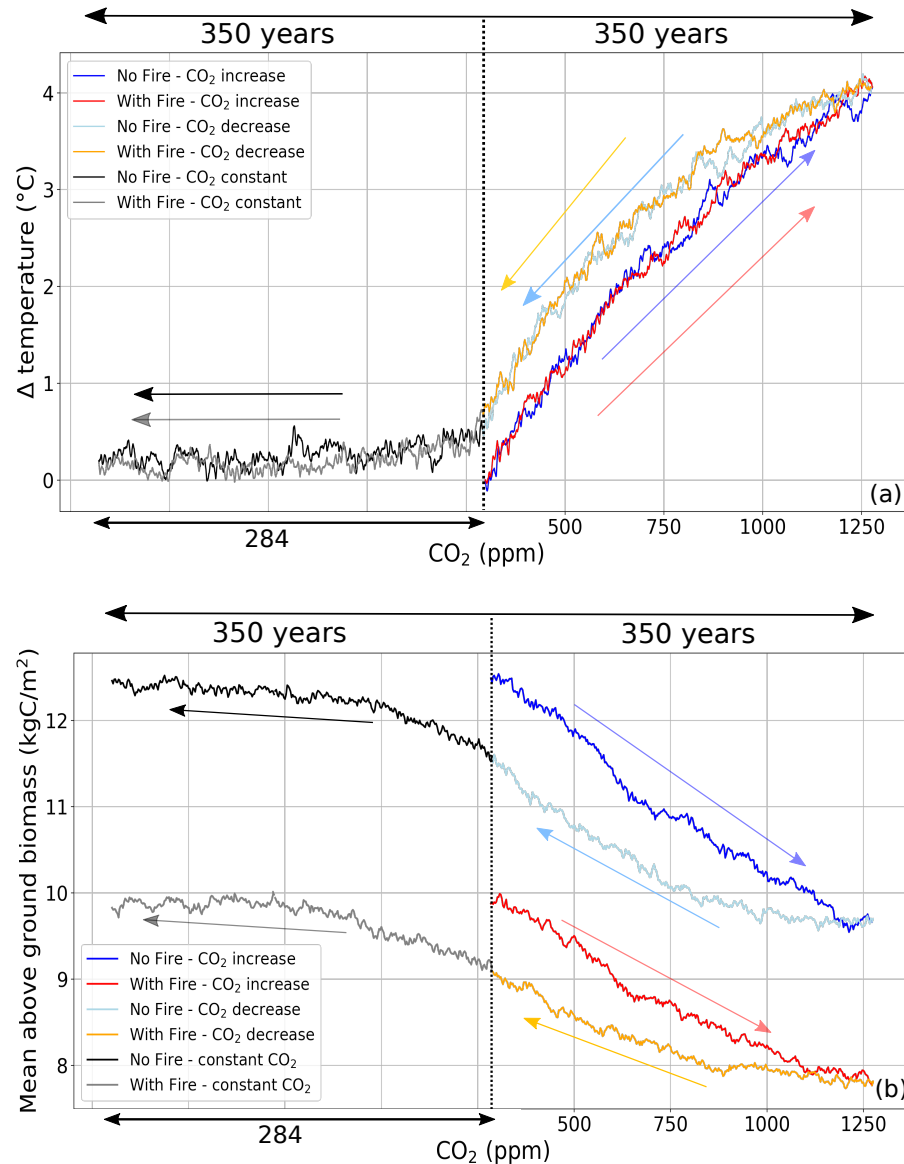 350 years 350 years
No Fire - CO₂ increase
With Fire - CO₂ increase
No Fire - CO₂ decrease
With Fire - CO₂ decrease
No Fire - CO₂ constant
With Fire - CO₂ constant
Δ temperature (°C)
4
3
2
1
0
(a)
284
500 750 1000 1250
CO₂ (ppm)
350 years 350 years
Mean above ground biomass (kgC/m²)
12
11
10
9
8
No Fire - CO₂ increase
With Fire - CO₂ increase
No Fire - CO₂ decrease
With Fire - CO₂ decrease
No Fire - constant CO₂
With Fire - constant CO₂
(b)
284
500 750 1000 1250
CO₂ (ppm)